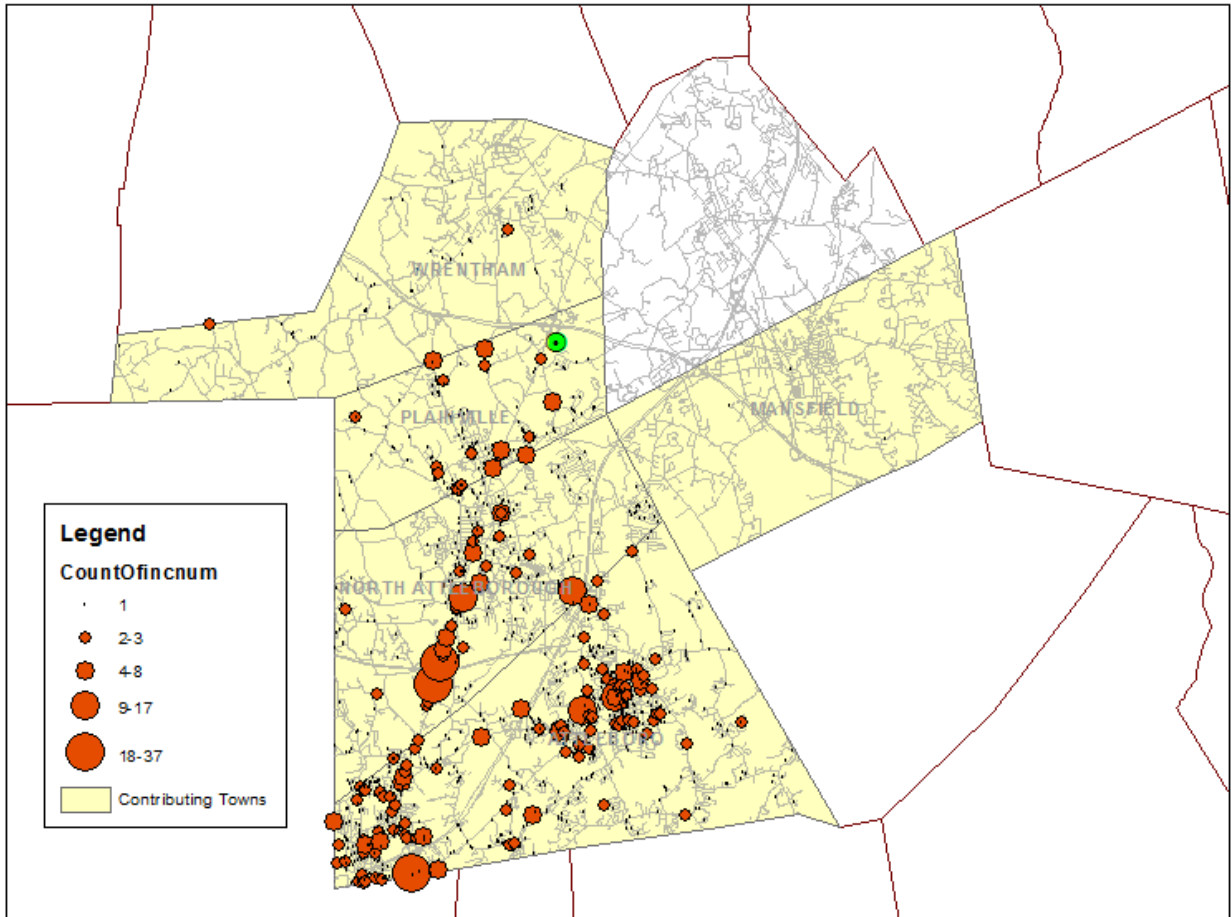 WRENTHAM
PLAINVILLE
MANSFIELD
Legend
CountOfincnum
1
2-3
4-8
NORTH ATTLEBOROUGH
9-17
18-37
ATTLEBORO
Contributing Towns